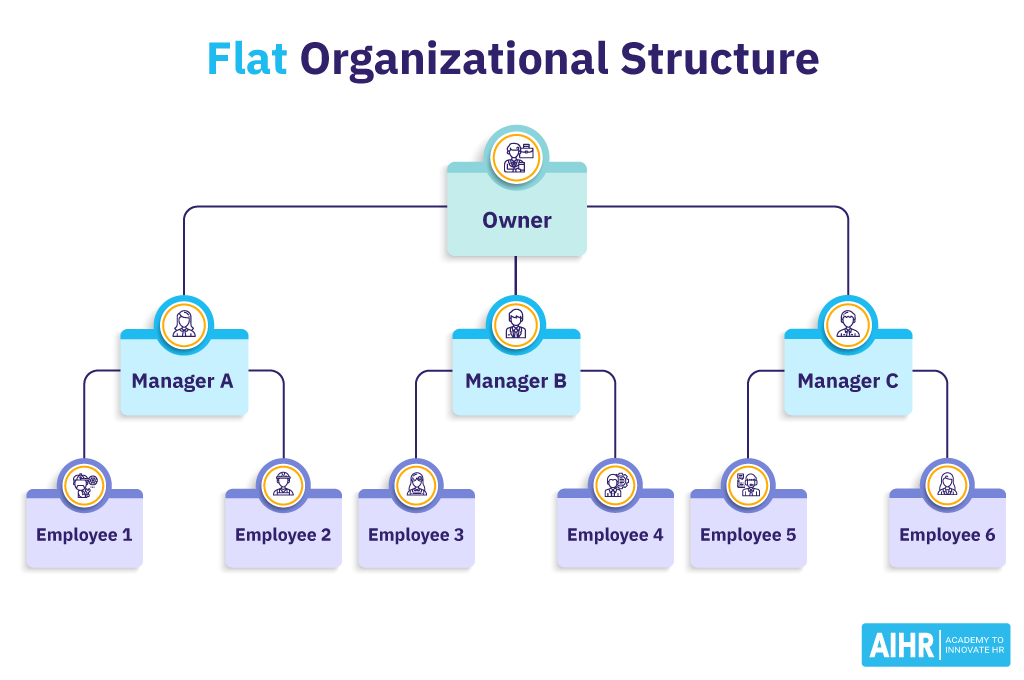 Flat Organizational Structure
Owner
Manager A
Manager B
Manager C
Employee 1
Employee 2
Employee 3
Employee 4
Employee 5
Employee 6
AIHR
ACADEMY TO
INNOVATE HR